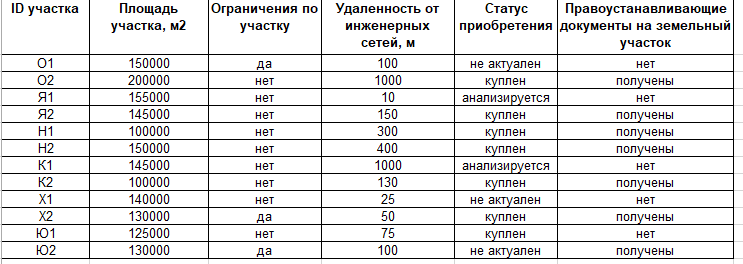 ID участка Площадь участка, м2 Ограничения по участку Удаленность от инженерных сетей, м Статус приобретения Правоустанавливающие документы на земельный участок
О1 150000 да 100 не актуален нет
О2 200000 нет 1000 куплен получены
Я1 155000 нет 10 анализируется нет
Я2 145000 нет 150 куплен получены
Н1 100000 нет 300 куплен получены
Н2 150000 нет 400 куплен получены
К1 145000 нет 1000 анализируется нет
К2 100000 нет 130 куплен получены
Х1 140000 нет 25 не актуален нет
Х2 130000 да 50 куплен получены
Ю1 125000 нет 75 куплен нет
Ю2 130000 да 100 не актуален получены